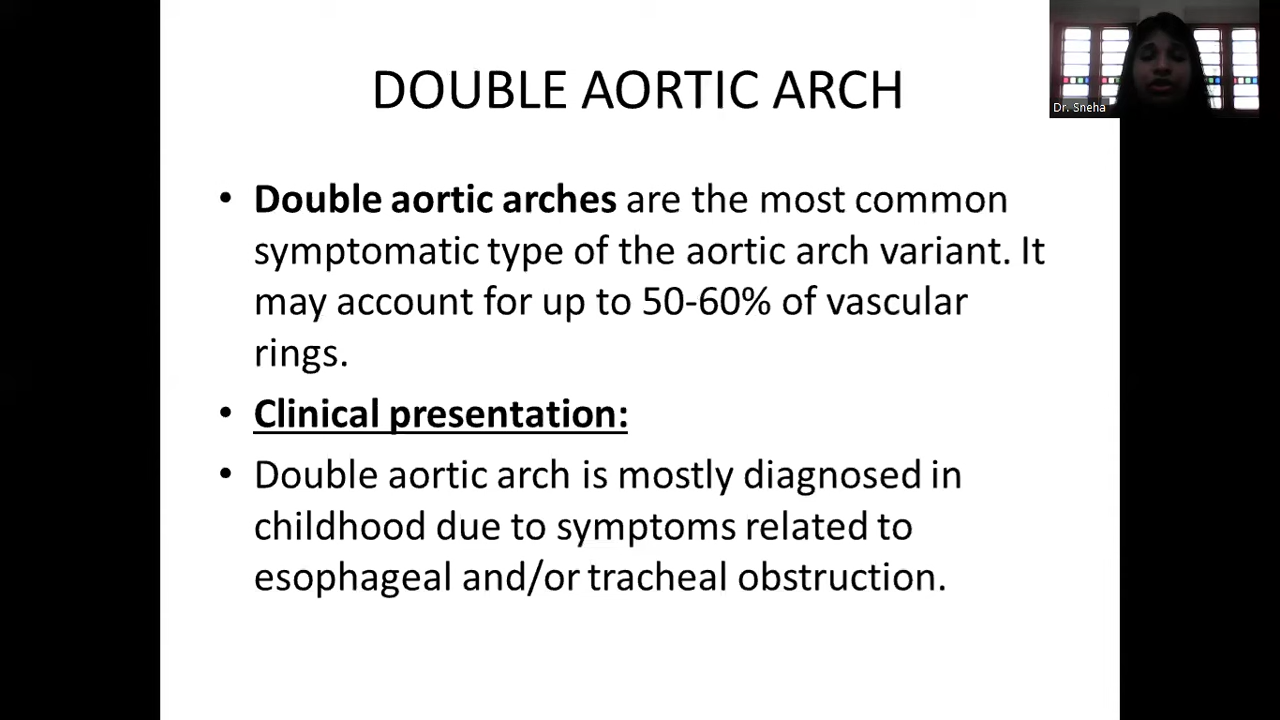 DOUBLE AORTIC ARCH
Dr. Sneha
• Double aortic arches are the most common
symptomatic type of the aortic arch variant. It
may account for up to 50-60% of vascular
rings.
• Clinical presentation:
• Double aortic arch is mostly diagnosed in
childhood due to symptoms related to
esophageal and/or tracheal obstruction.